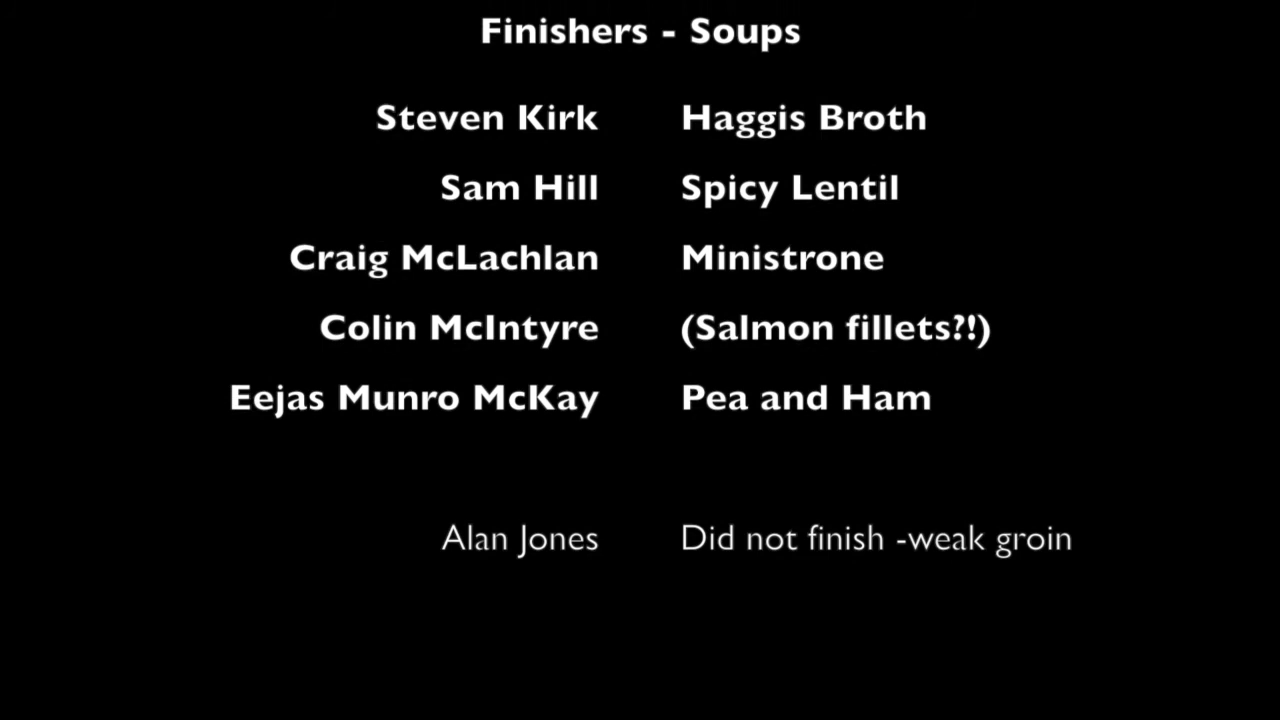 Finishers - Soups
Steven Kirk Haggis Broth
Sam Hill Spicy Lentil
Craig McLachlan Ministrone
Colin McIntyre (Salmon fillets?!)
Eejas Munro McKay Pea and Ham
Alan Jones Did not finish -weak groin